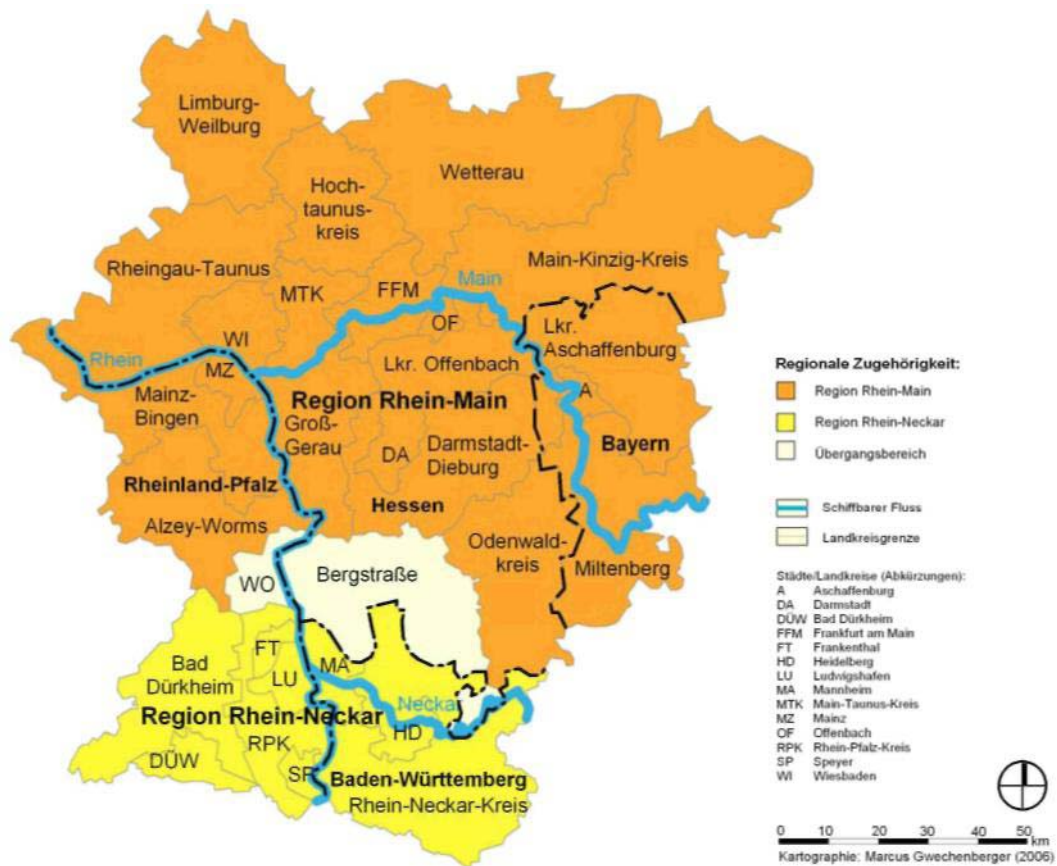 Limburg-
Weilburg
Wetterau
Hoch-
taunus-
kreis
Main-Kinzig-Kreis
Rheingau-Taunus
Main
MTK
FFM
OF
Lkr.
Aschaffenburg
WI
Rhein
MZ
Lkr. Offenbach
A
Mainz-
Bingen
Region Rhein-Main
Groß-
Gerau
DA
Darmstadt-
Dieburg
Bayern
Rheinland-Pfalz
Hessen
Alzey-Worms
Odenwald-
kreis
Miltenberg
WO
Bergstraße
FT
MA
LU
Bad
Dürkheim
Neckar
Region Rhein-Neckar
HD
RPK
DÜW
SP
Baden-Württemberg
Rhein-Neckar-Kreis
Regionale Zugehörigkeit:
Region Rhein-Main
Region Rhein-Neckar
Übergangsbereich
Schiffbarer Fluss
Landkreisgrenze
Städte/Landkreise (Abkürzungen):
A Aschaffenburg
DA Darmstadt
DÜW Bad Dürkheim
FFM Frankfurt am Main
FT Frankenthal
HD Heidelberg
LU Ludwigshafen
MA Mannheim
MTK Main-Taunus-Kreis
MZ Mainz
OF Offenbach
RPK Rhein-Pfalz-Kreis
SP Speyer
WI Wiesbaden
0 10 20 30 40 50
km
Kartographie: Marcus Gwechenberger (2006)